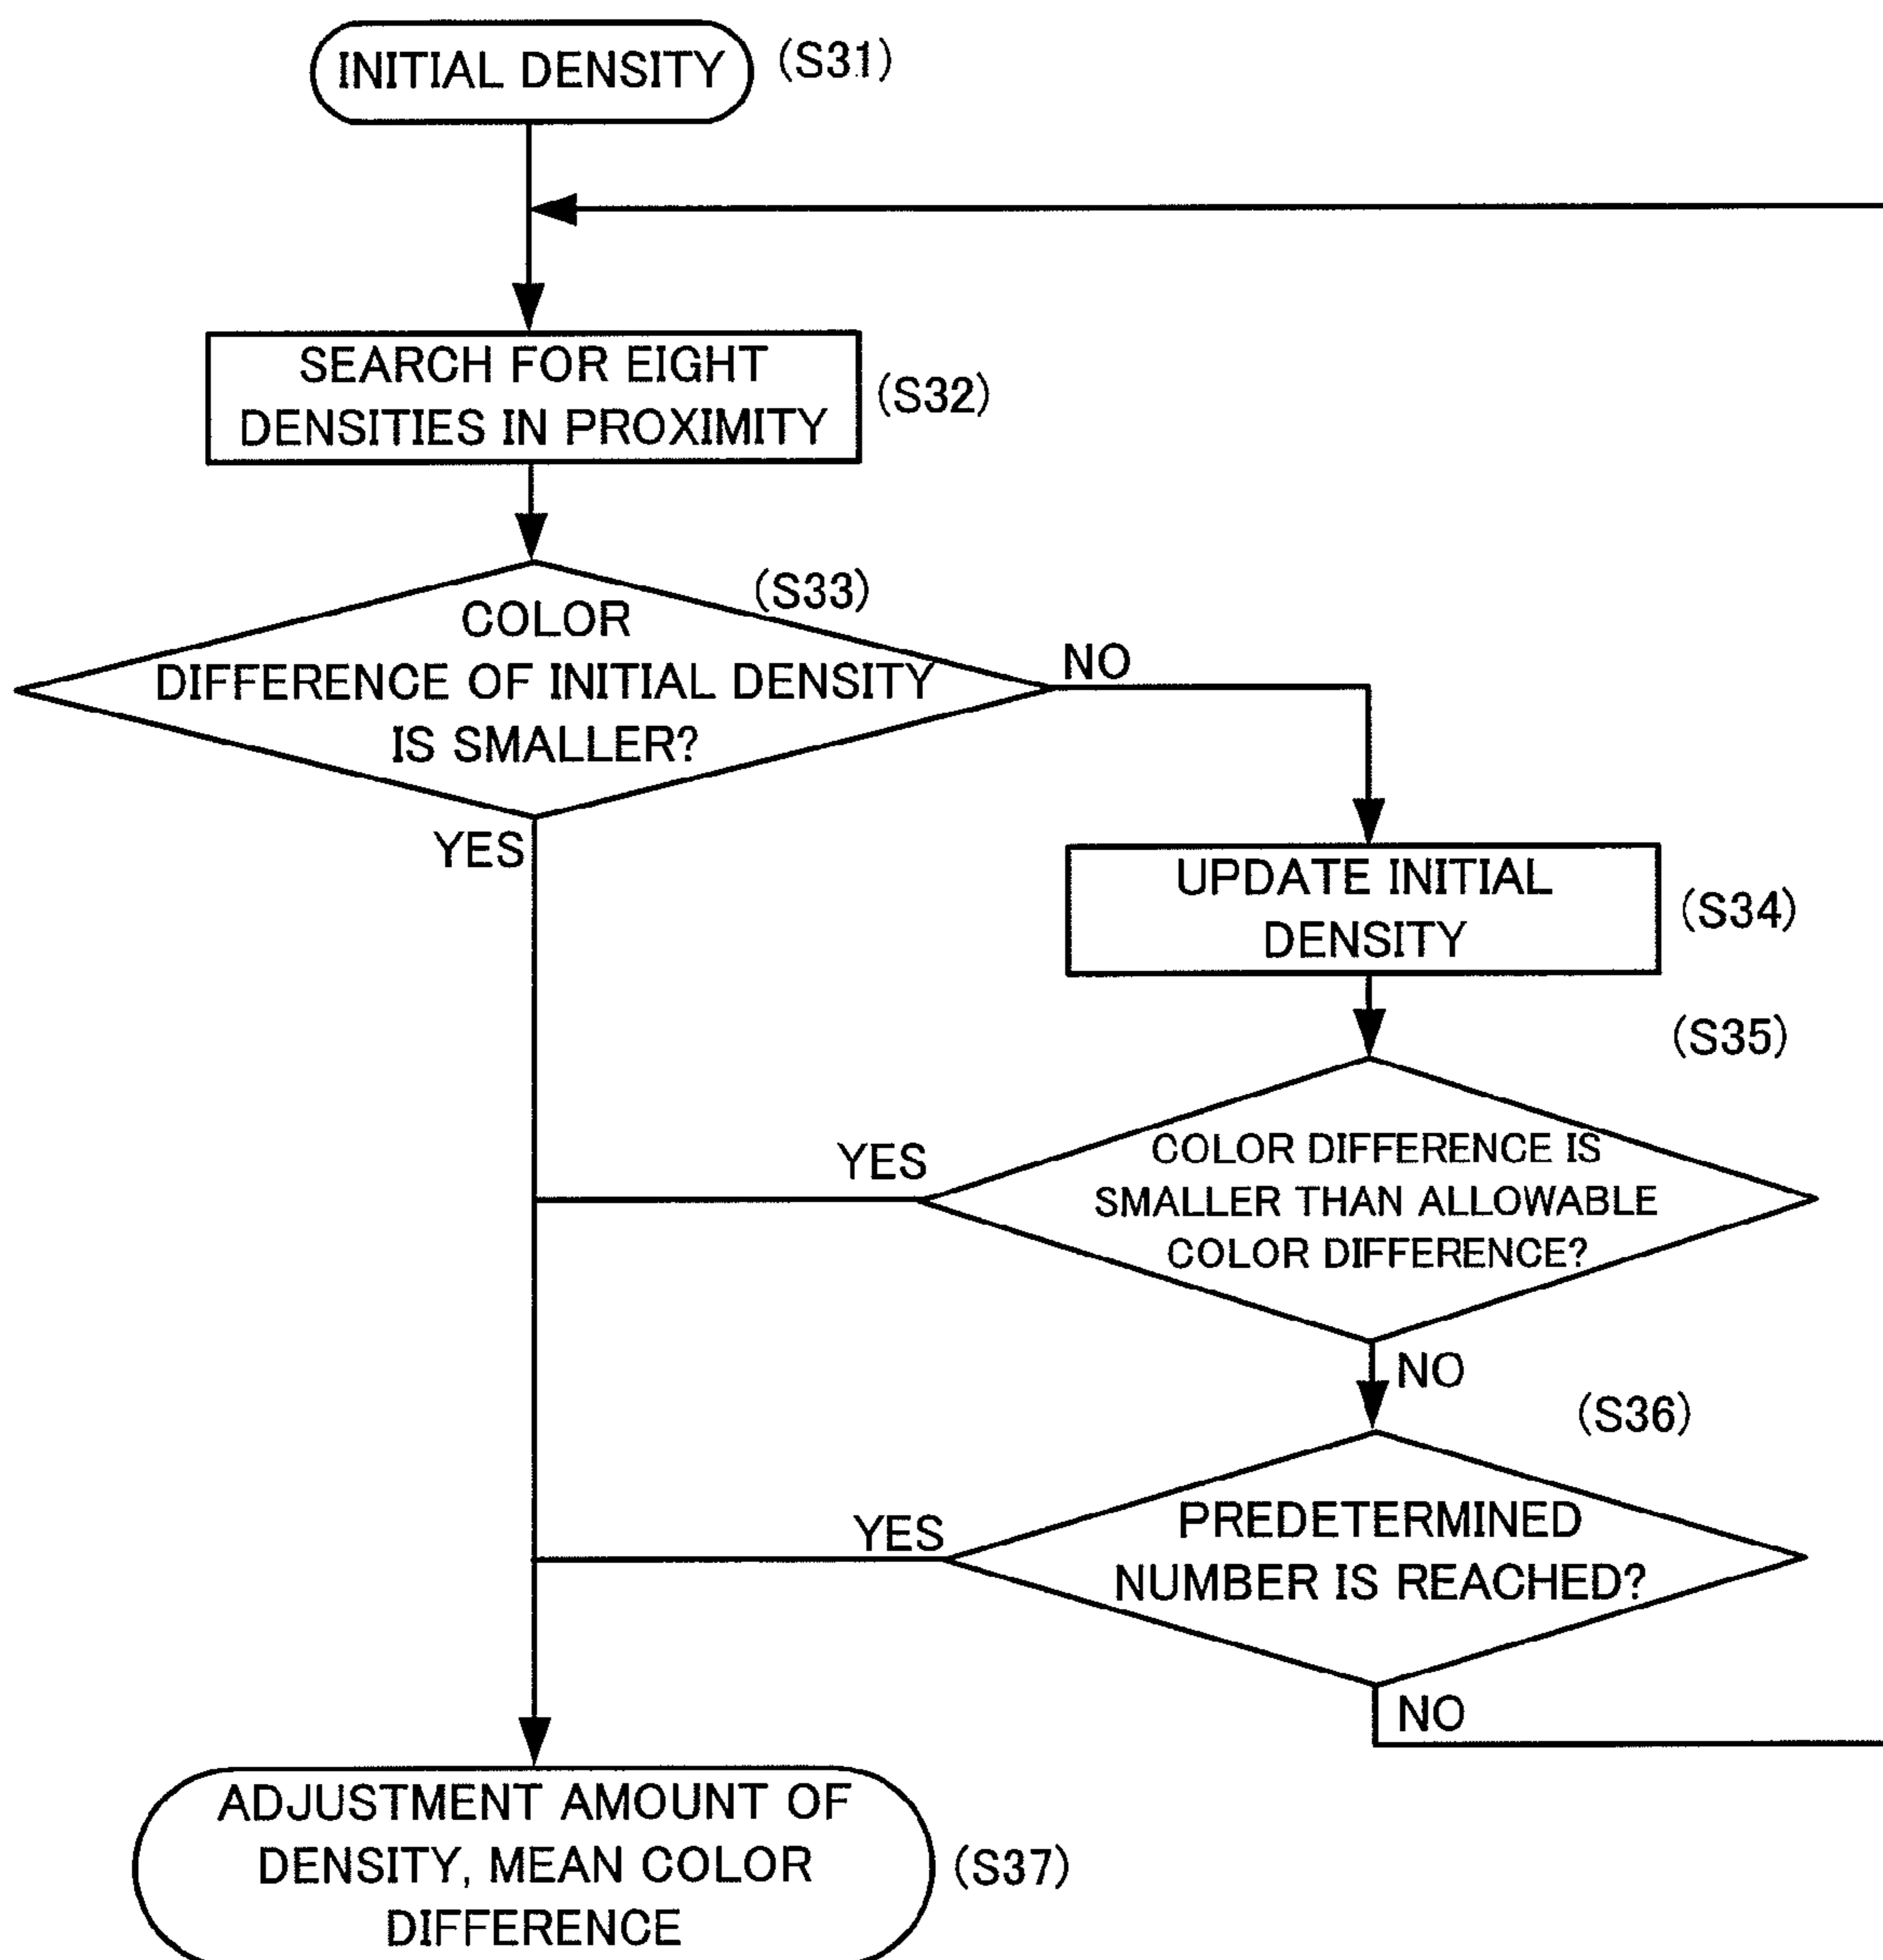 INITIAL DENSITY
(S31)
SEARCH FOR EIGHT
DENSITIES IN PROXIMITY
(S32)
(S33)
COLOR
DIFFERENCE OF INITIAL DENSITY
IS SMALLER?
NO
YES
UPDATE INITIAL
DENSITY
(S34)
(S35)
COLOR DIFFERENCE IS
SMALLER THAN ALLOWABLE
COLOR DIFFERENCE?
YES
NO
(S36)
PREDETERMINED
NUMBER IS REACHED?
YES
NO
ADJUSTMENT AMOUNT OF
DENSITY, MEAN COLOR
DIFFERENCE
(S37)